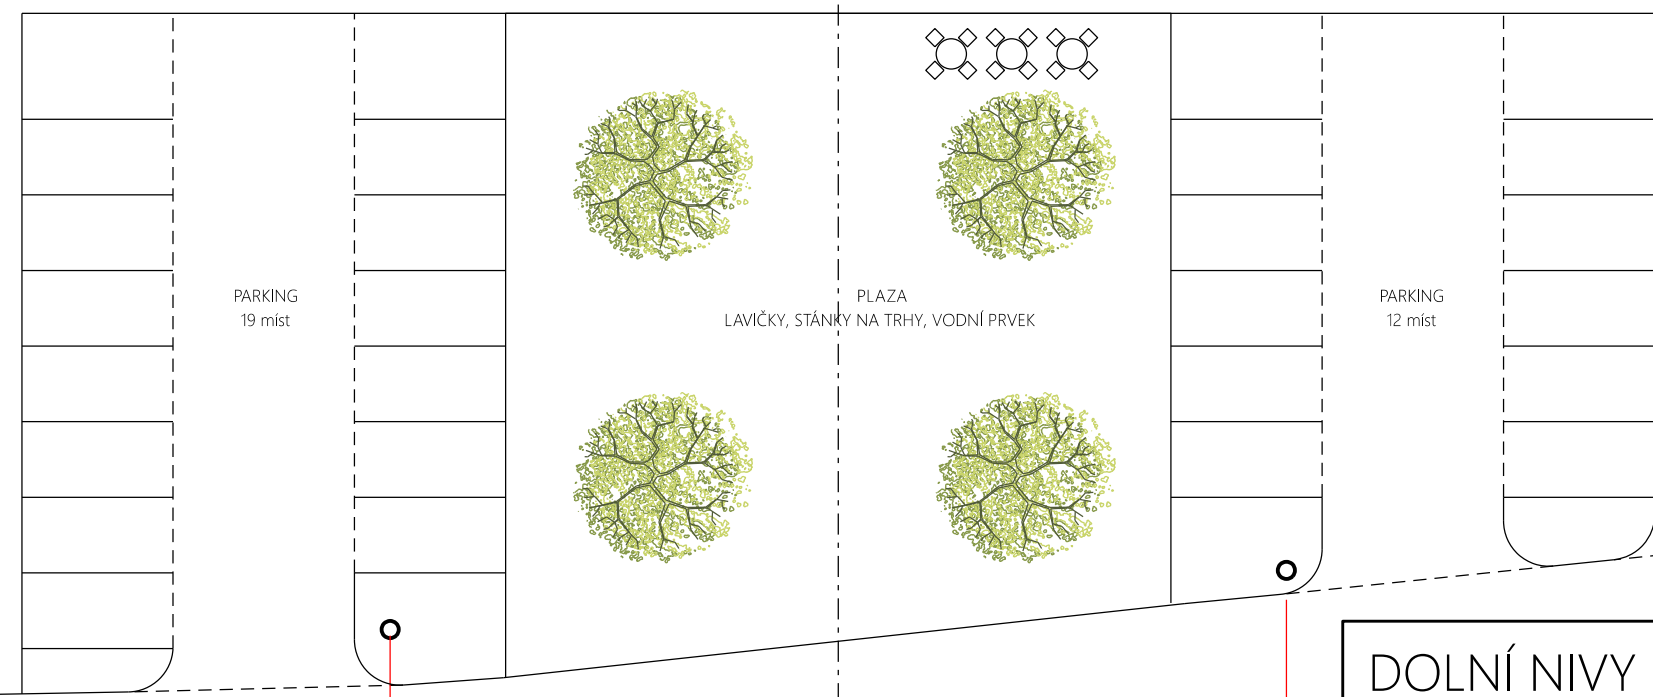 PARKING
19 míst
PLAZA
LAVIČKY, STÁNKY NA TRHY, VODNÍ PRVEK
PARKING
12 míst
DOLNÍ NIVY